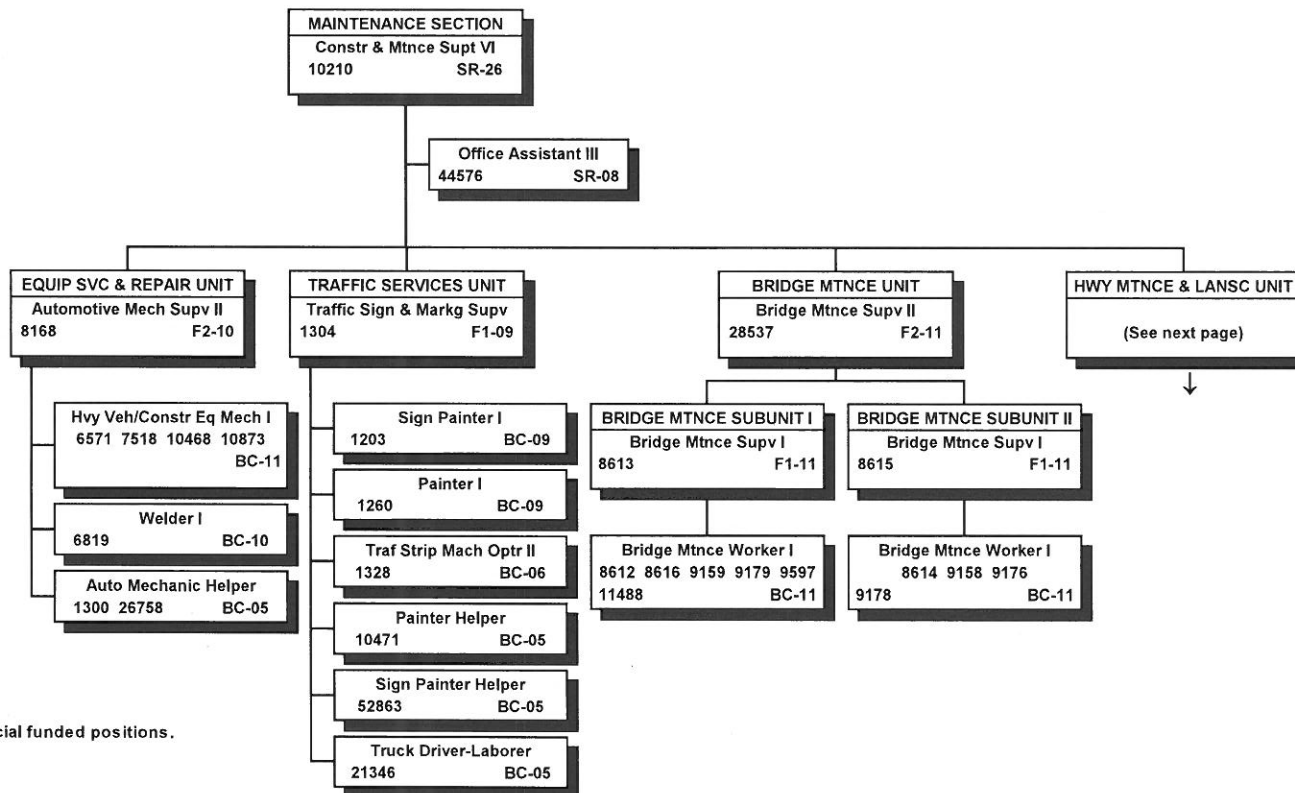 MAINTENANCE SECTION
Constr & Mtnce Supt VI
10210 SR-26
Office Assistant III
44576 SR-08
EQUIP SVC & REPAIR UNIT
Automotive Mech Supv II
8168 F2-10
Hvy Veh/Constr Eq Mech I
6571 7518 10468 10873
BC-11
Welder I
6819 BC-10
Auto Mechanic Helper
1300 26758 BC-05
TRAFFIC SERVICES UNIT
Traffic Sign & Markg Supv
1304 F1-09
Sign Painter I
1203 BC-09
Painter I
1260 BC-09
Traf Strip Mach Optr II
1328 BC-06
Painter Helper
10471 BC-05
Sign Painter Helper
52863 BC-05
Truck Driver-Laborer
21346 BC-05
BRIDGE MTNCE UNIT
Bridge Mtnce Supv II
28537 F2-11
BRIDGE MTNCE SUBUNIT I
Bridge Mtnce Supv I
8613 F1-11
Bridge Mtnce Worker I
8612 8616 9159 9179 9597
11488 BC-11
BRIDGE MTNCE SUBUNIT II
Bridge Mtnce Supv I
8615 F1-11
Bridge Mtnce Worker I
8614 9158 9176
9178 BC-11
HWY MTNCE & LANSC UNIT
(See next page)
cial funded positions.